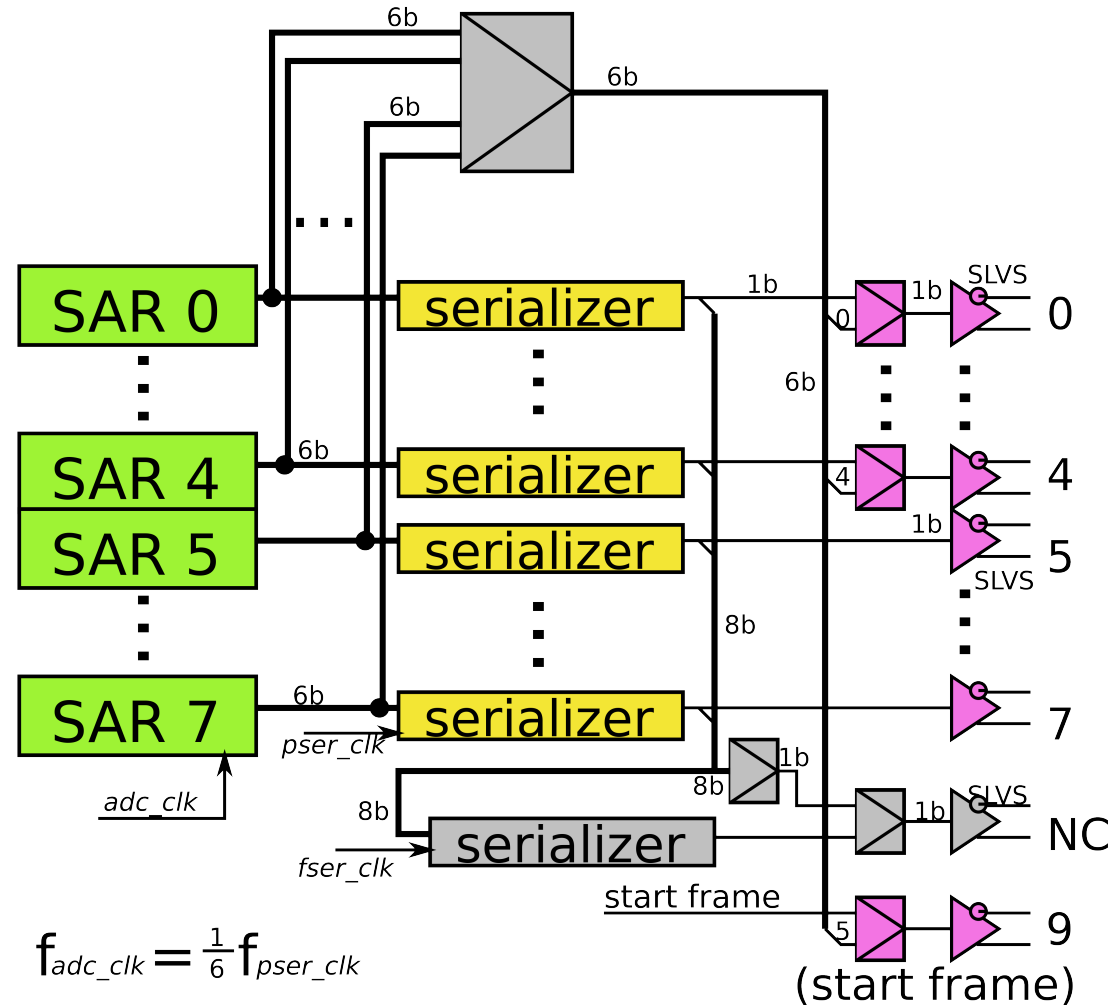 6b
6b
6b
SAR 0
serializer
1b
0
1b
SLVS
0
6b
SAR 4
6b
serializer
4
4
SAR 5
serializer
1b
5
SLVS
8b
SAR 7
6b
serializer
7
pser_clk
adc_clk
8b
1b
8b
serializer
fser_clk
1b
SLVS
NC
start frame
5
9
(start frame)
f adc_clk = 1/6 f pser_clk